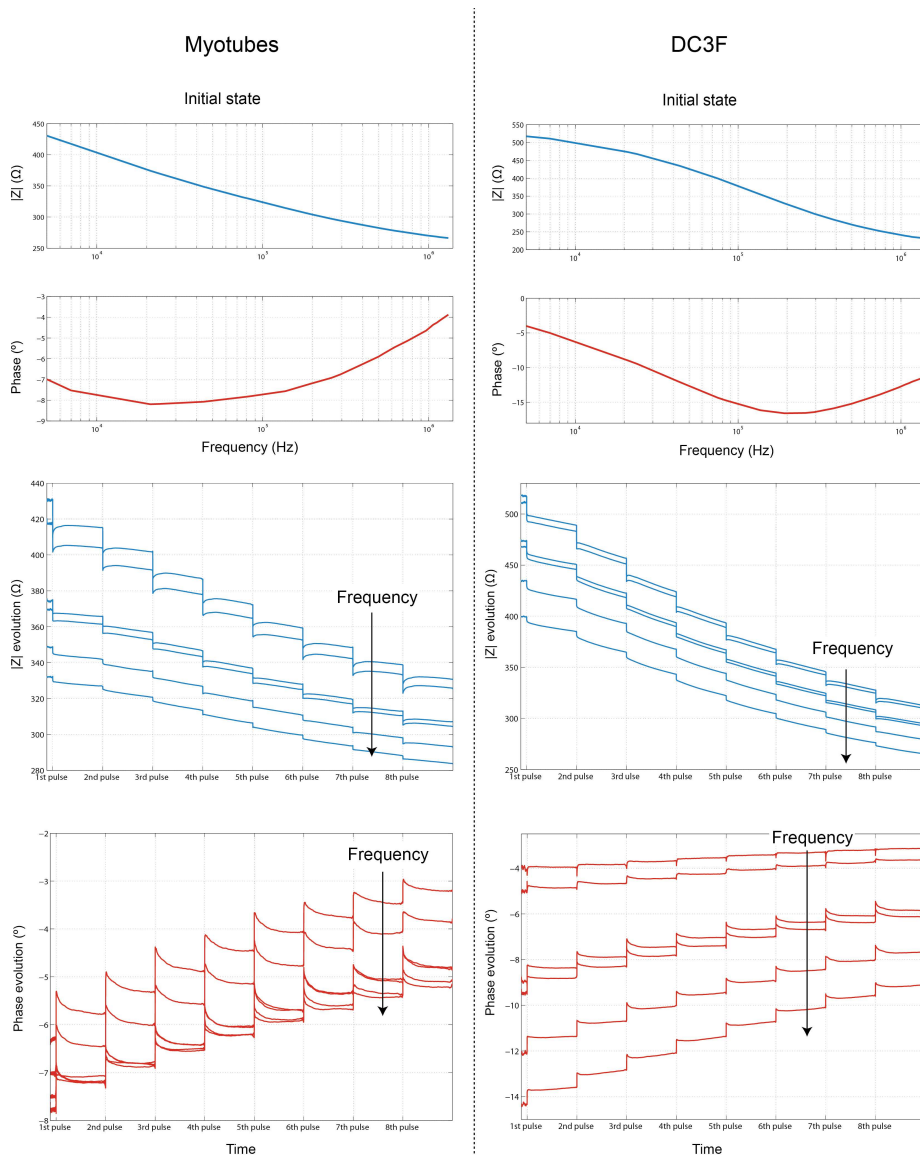 Myotubes
Initial state
|Z| (Ω)
450
400
350
300
250
10⁴
10⁵
10⁶
Phase (º)
−3
−4
−5
−6
−7
−8
−9
10⁴
10⁵
10⁶
Frequency (Hz)
|Z| evolution (Ω)
440
420
400
380
360
340
320
300
280
Frequency
1st pulse
2nd pulse
3rd pulse
4th pulse
5th pulse
6th pulse
7th pulse
8th pulse
Phase evolution (º)
−2
−3
−4
−5
−6
−7
−8
Frequency
1st pulse
2nd pulse
3rd pulse
4th pulse
5th pulse
6th pulse
7th pulse
8th pulse
Time
DC3F
Initial state
|Z| (Ω)
550
500
450
400
350
300
250
200
10⁴
10⁵
10⁶
Phase (º)
0
−5
−10
−15
10⁴
10⁵
10⁶
Frequency (Hz)
|Z| evolution (Ω)
500
450
400
350
300
250
Frequency
1st pulse
2nd pulse
3rd ulse
4th pulse
5th pulse
6th pulse
7th pulse
8th pulse
Phase evolution (º)
−4
−6
−8
−10
−12
−14
Frequency
1st pulse
2nd pulse
3rd pulse
4th pulse
5th pulse
6th pulse
7th pulse
8th pulse
Time